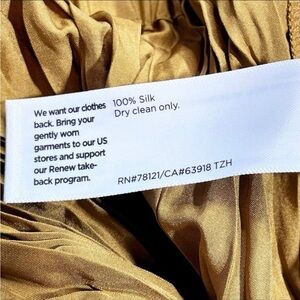 We want our clothes
back. Bring your
gently worn
garments to our US
stores and support
our Renew take-
back program.
100% Silk
Dry clean only.
RN#78121/CA#63918 TZH